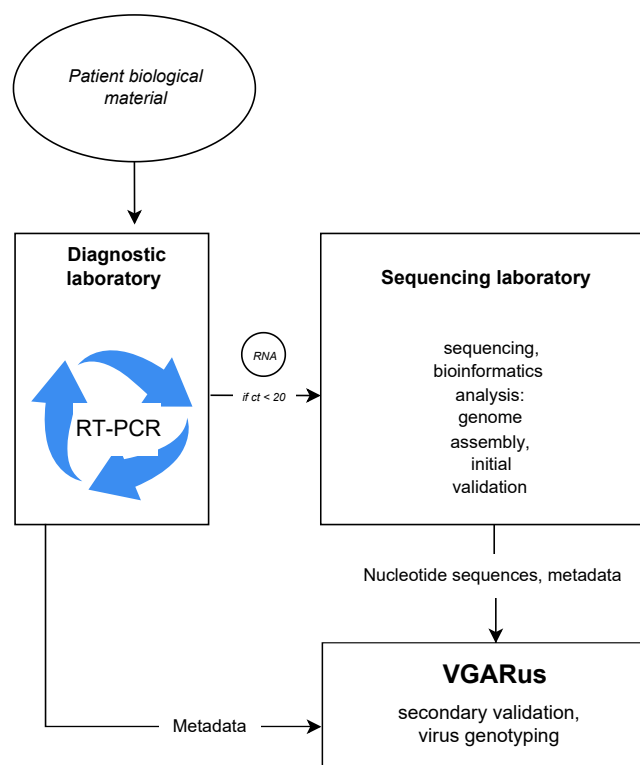 Patient biological
material
Diagnostic
laboratory
RT-PCR
RNA
if ct < 20
Sequencing laboratory
sequencing,
bioinformatics
analysis:
genome
assembly,
initial
validation
Nucleotide sequences, metadata
Metadata
VGARus
secondary validation,
virus genotyping